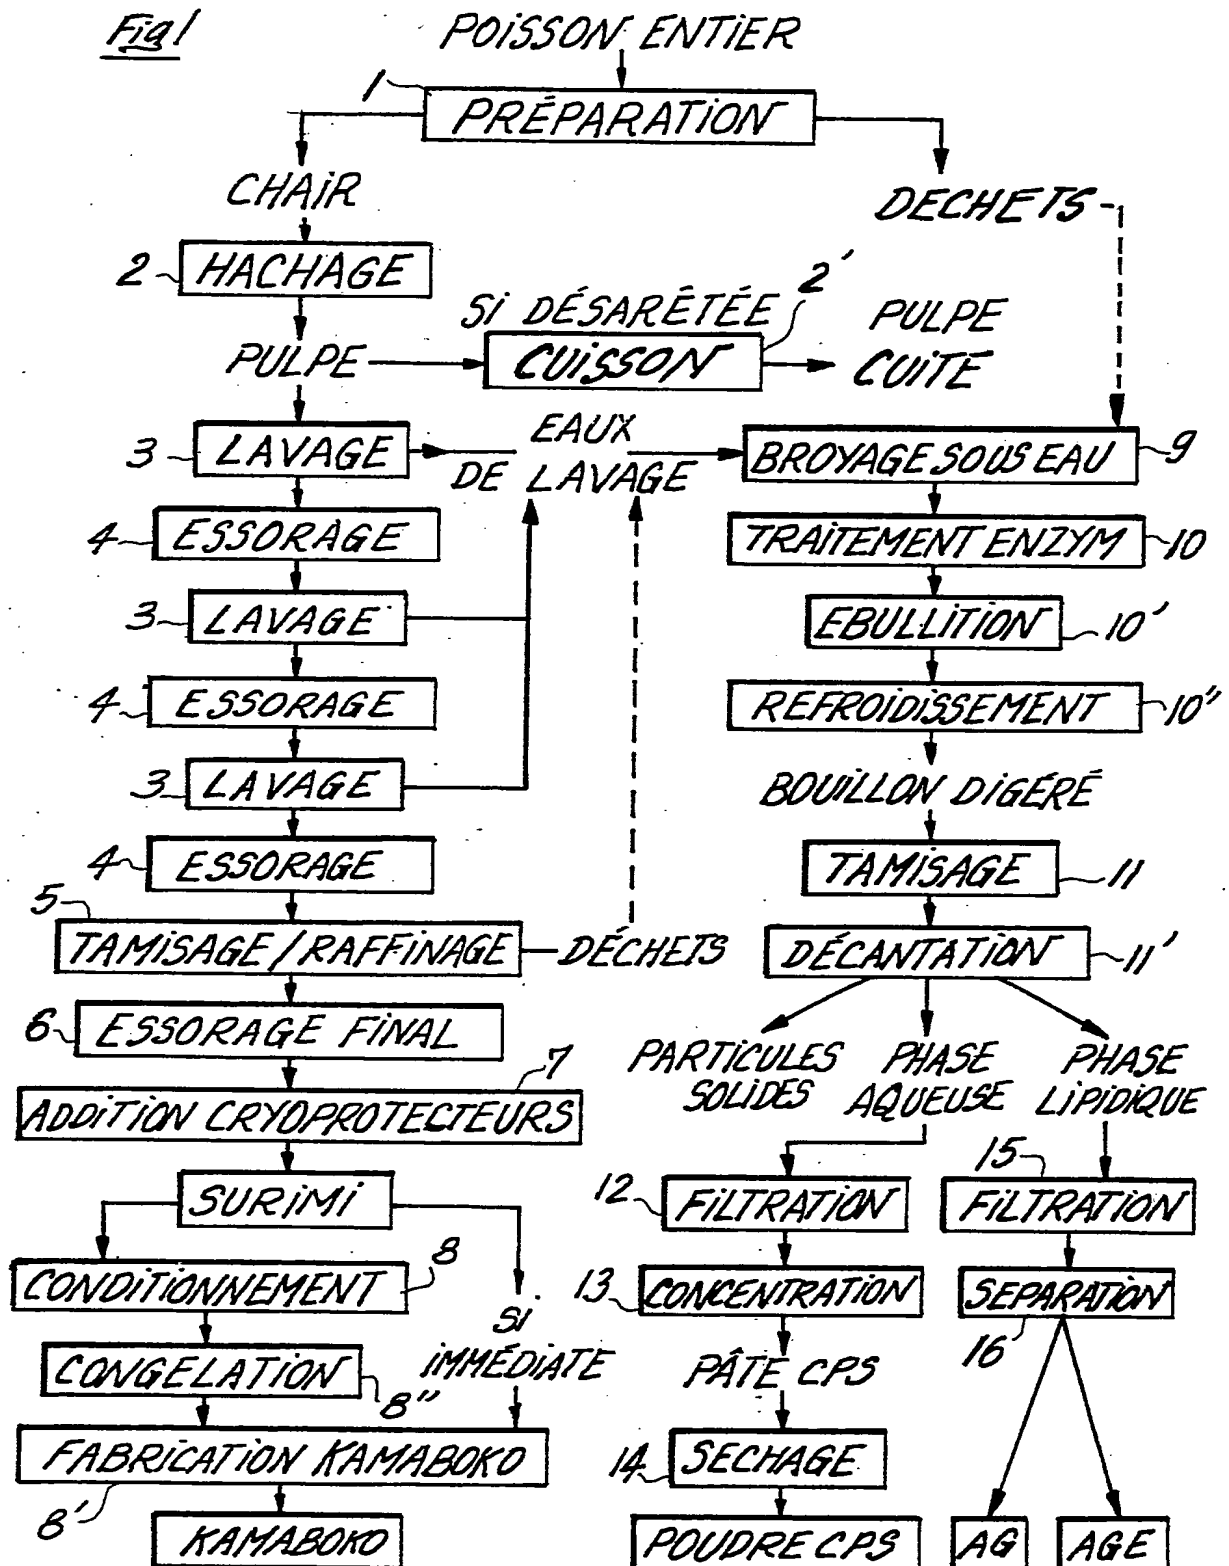 Fig 1
POISSON ENTIER
1
PRÉPARATION
CHAIR
DECHETS
2
HACHAGE
SI DÉSARÊTÉE
2'
PULPE
CUISSON
PULPE
CUITE
3
LAVAGE
EAUX
DE LAVAGE
BROYAGE SOUS EAU
9
4
ESSORAGE
TRAITEMENT ENZYM
10
3
LAVAGE
EBULLITION
10'
4
ESSORAGE
REFROIDISSEMENT
10"
3
LAVAGE
BOUILLON DIGÉRÉ
4
ESSORAGE
TAMISAGE
11
5
TAMISAGE/RAFFINAGE
DÉCHETS
DÉCANTATION
11'
6
ESSORAGE FINAL
PARTICULES
SOLIDES
PHASE
AQUEUSE
PHASE
LIPIDIQUE
7
ADDITION CRYOPROTECTEURS
SURIMI
12
FILTRATION
15
FILTRATION
CONDITIONNEMENT
8
SI
IMMÉDIATE
13
CONCENTRATION
SEPARATION
16
CONGELATION
8"
PÂTE CPS
FABRICATION KAMABOKO
8'
14
SECHAGE
KAMABOKO
POUDRE CPS
AG
AGE